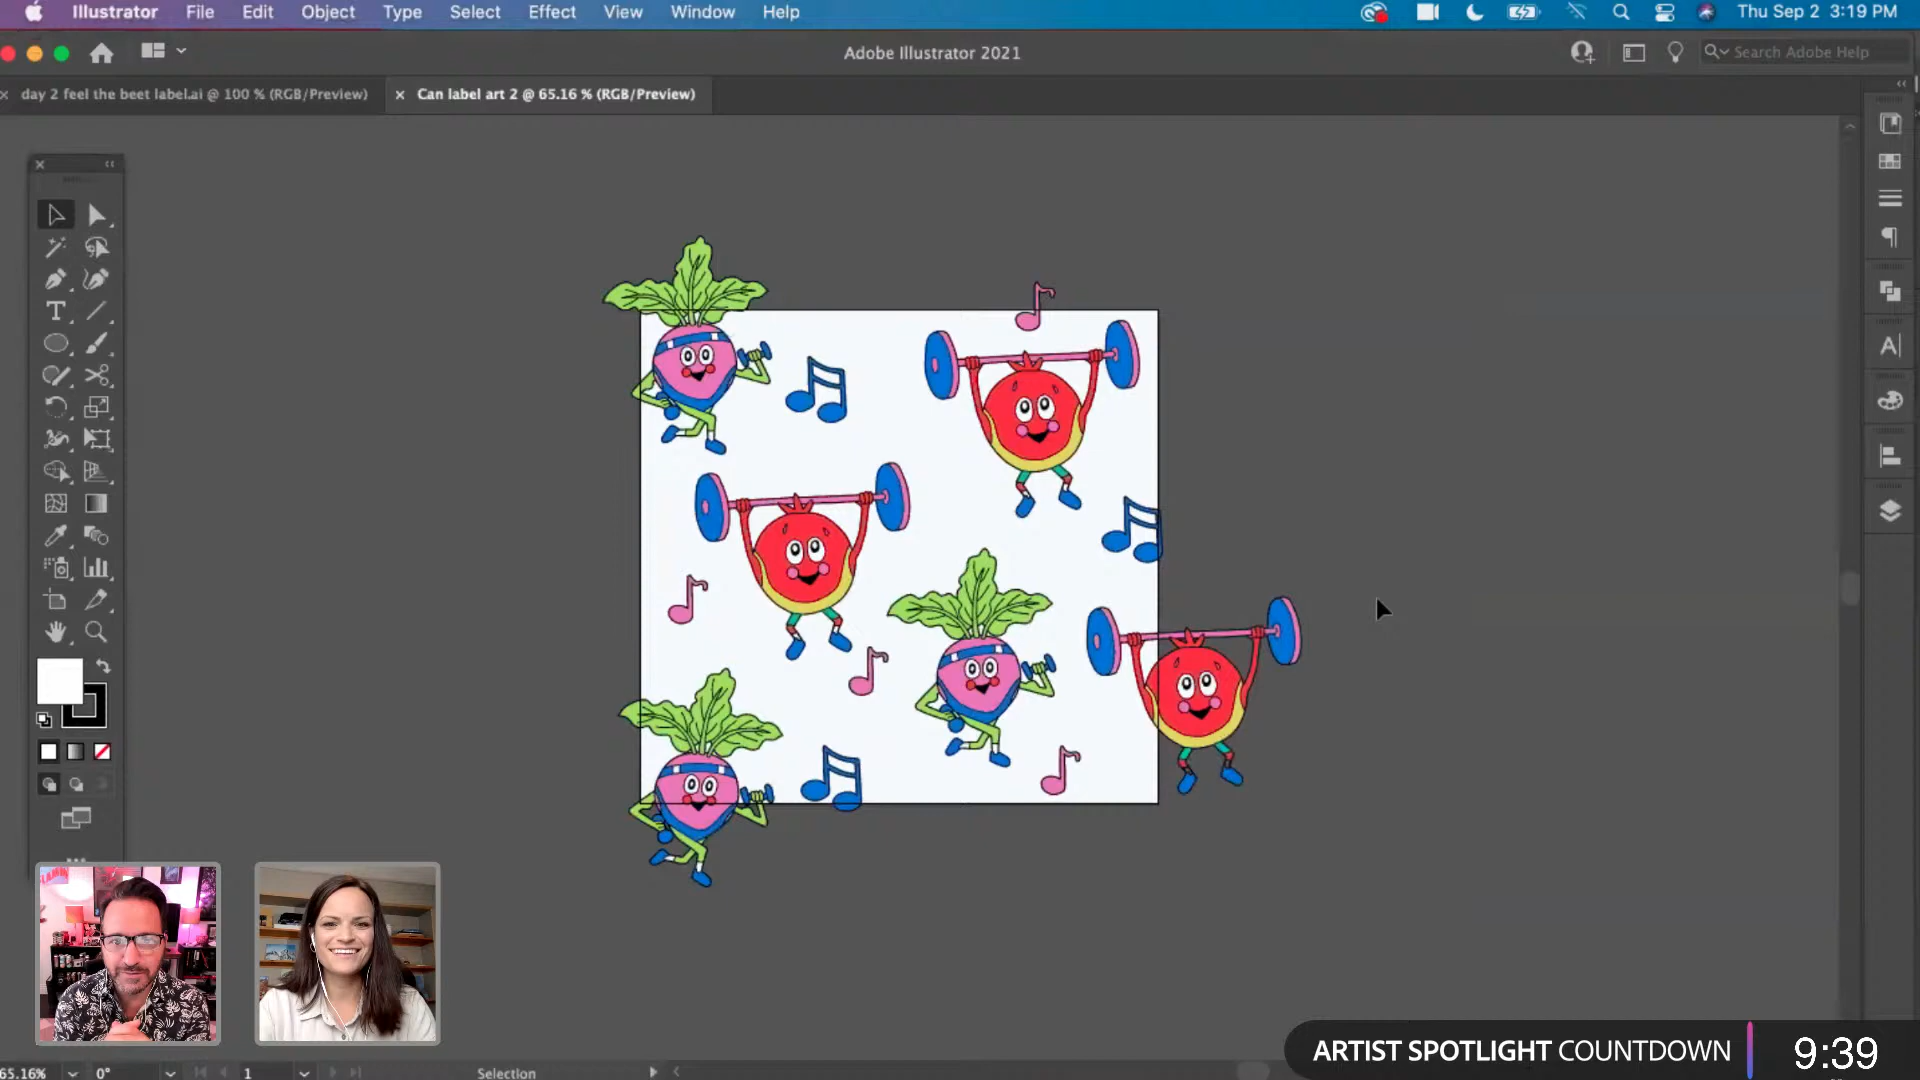 Illustrator File Edit Object Type Select Effect View Window Help
Thu Sep 2 3:19 PM
Adobe Illustrator 2021
Search Adobe Help
day 2 feel the beet label.ai @ 100 % (RGB/Preview)
Can label art 2 @ 65.16 % (RGB/Preview)
ARTIST SPOTLIGHT COUNTDOWN 9:39
65.16% 0° 1 Selection